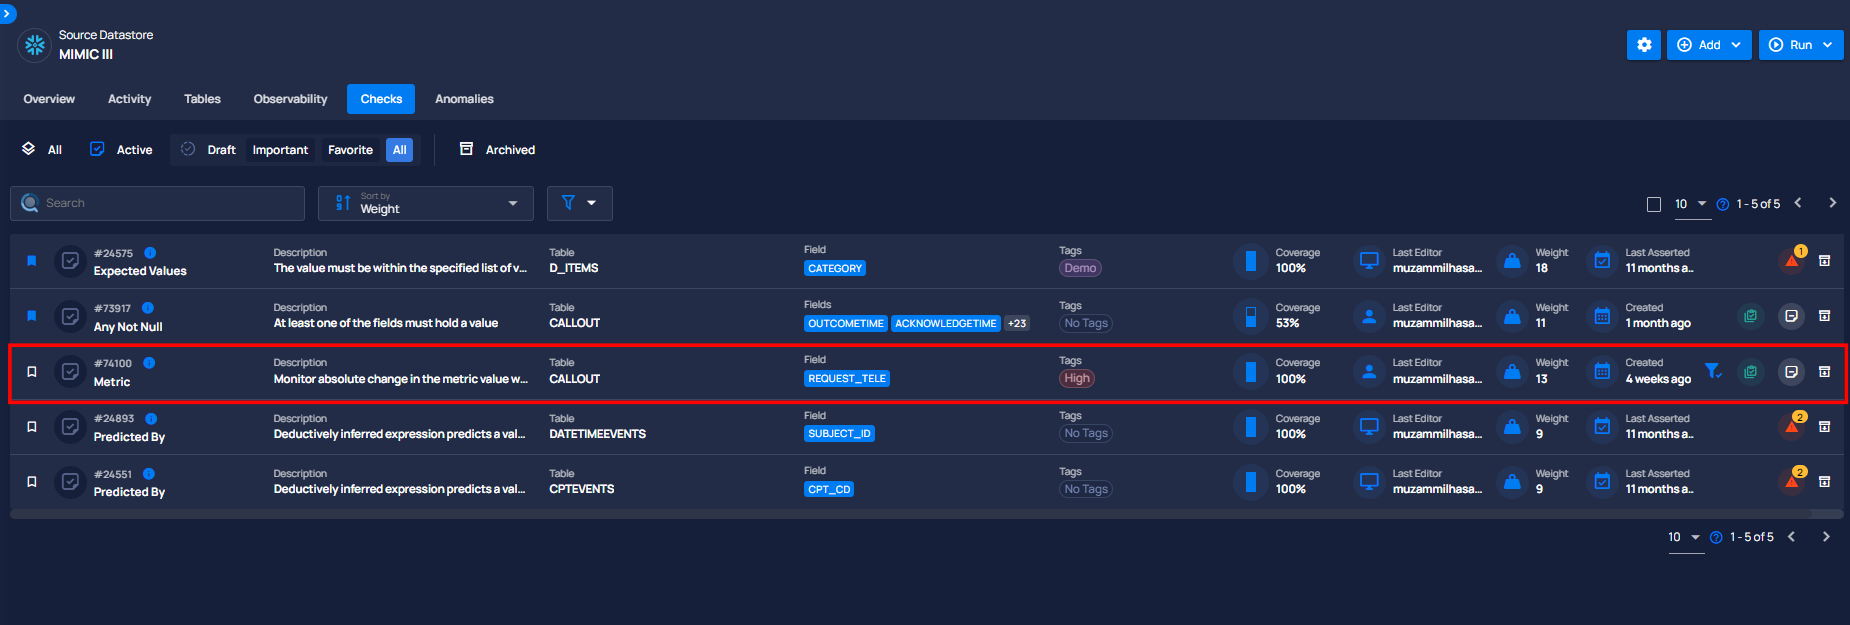 Source Datastore
MIMIC III
Add
Run
Overview Activity Tables Observability Checks Anomalies
All Active Draft Important Favorite All Archived
Search
Sort by
Weight
10 1 - 5 of 5
#24575 Description Table Field Tags Coverage Last Editor Weight Last Asserted 1
Expected Values The value must be within the specified list of v... D_ITEMS CATEGORY Demo 100% muzammilhasa... 18 11 months a..
#73917 Description Table Fields Tags Coverage Last Editor Weight Created
Any Not Null At least one of the fields must hold a value CALLOUT OUTCOMETIME ACKNOWLEDGETIME +23 No Tags 53% muzammilhasa... 11 1 month ago
#74100 Description Table Field Tags Coverage Last Editor Weight Created
Metric Monitor absolute change in the metric value w... CALLOUT REQUEST_TELE High 100% muzammilhasa... 13 4 weeks ago
#24893 Description Table Field Tags Coverage Last Editor Weight Last Asserted 2
Predicted By Deductively inferred expression predicts a val... DATETIMEEVENTS SUBJECT_ID No Tags 100% muzammilhasa... 9 11 months a..
#24551 Description Table Field Tags Coverage Last Editor Weight Last Asserted 2
Predicted By Deductively inferred expression predicts a val... CPTEVENTS CPT_CD No Tags 100% muzammilhasa... 9 11 months a..
10 1 - 5 of 5